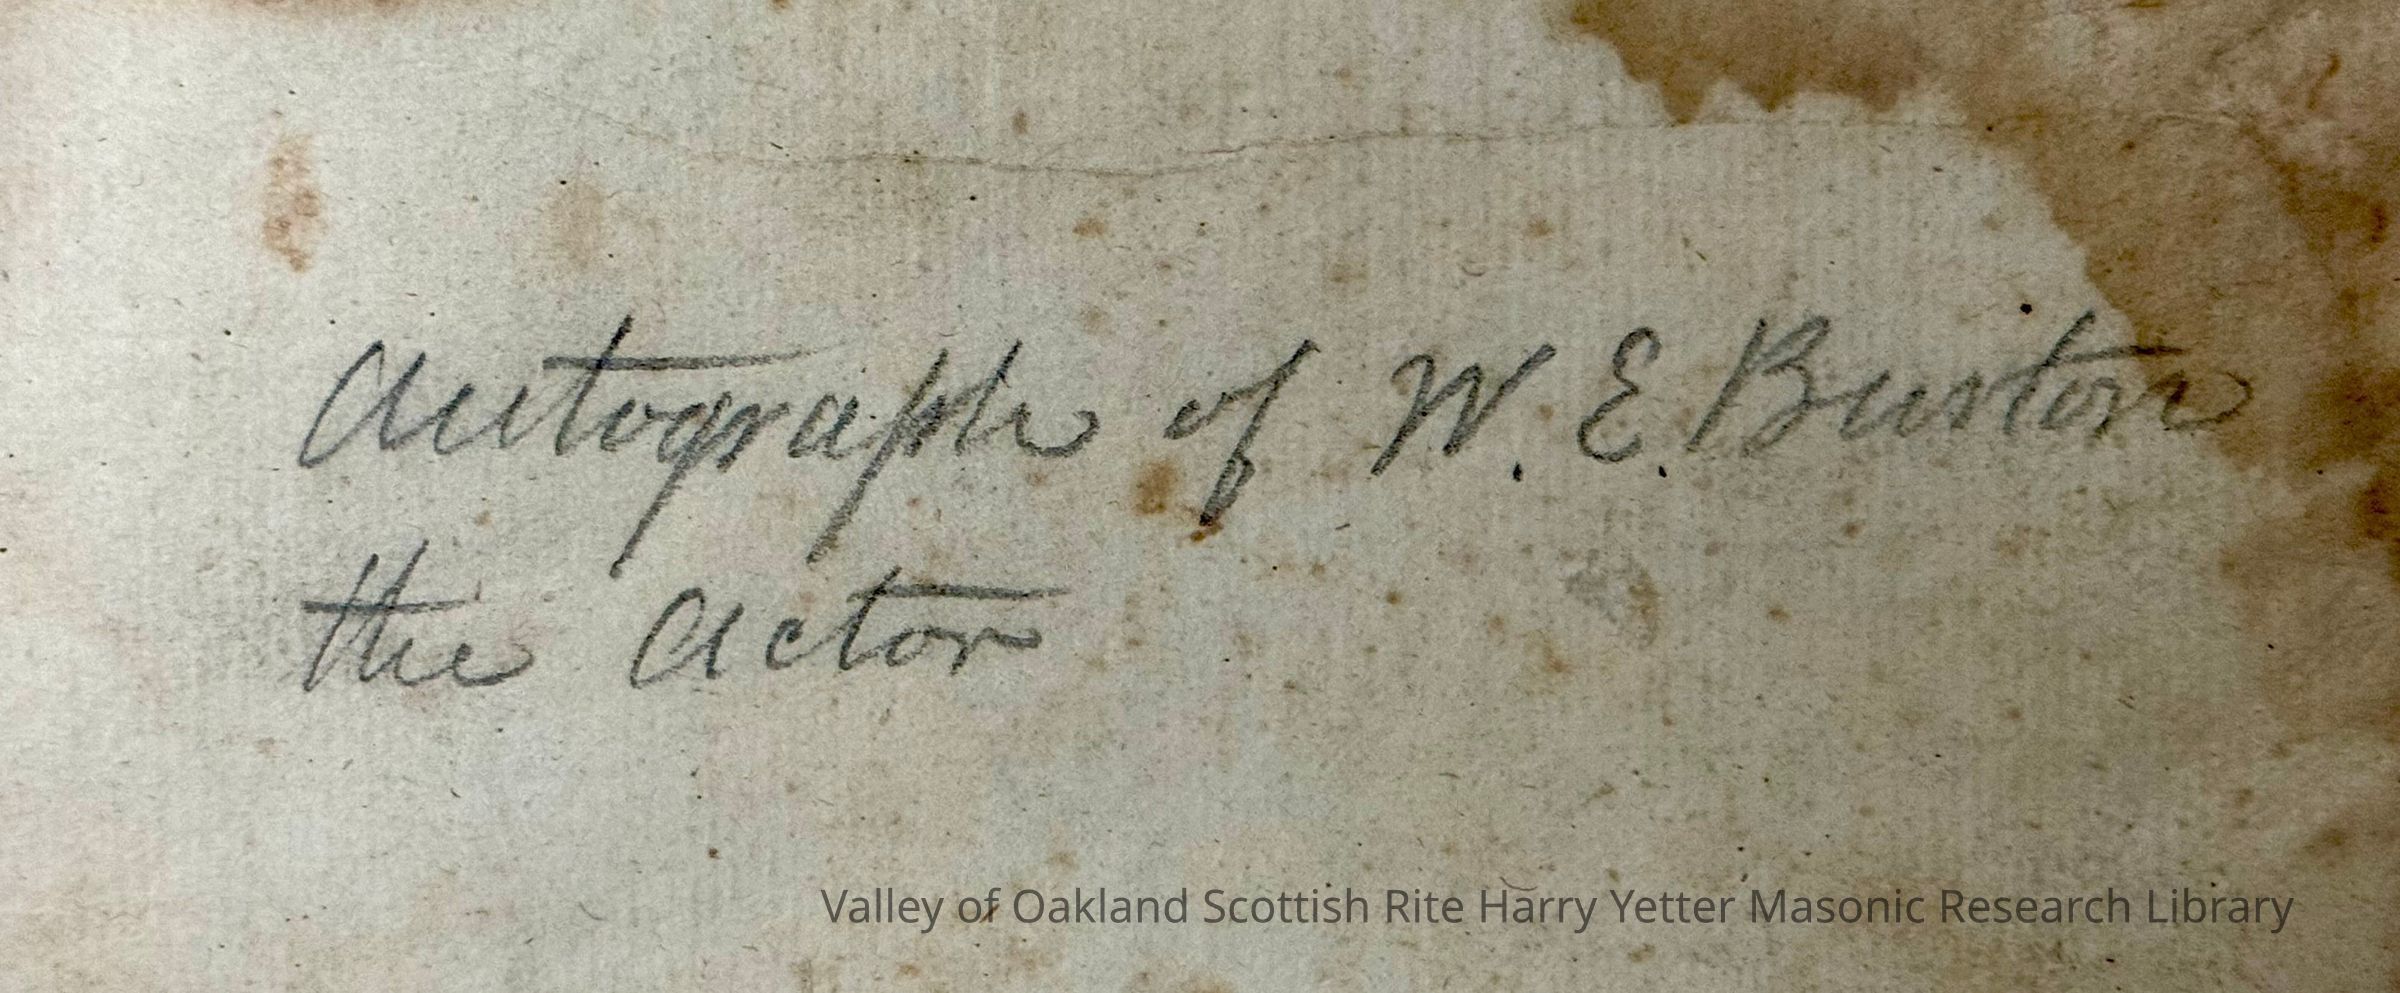 Autograph of W. E. Burton
the Actor
Valley of Oakland Scottish Rite Harry Yetter Masonic Research Library